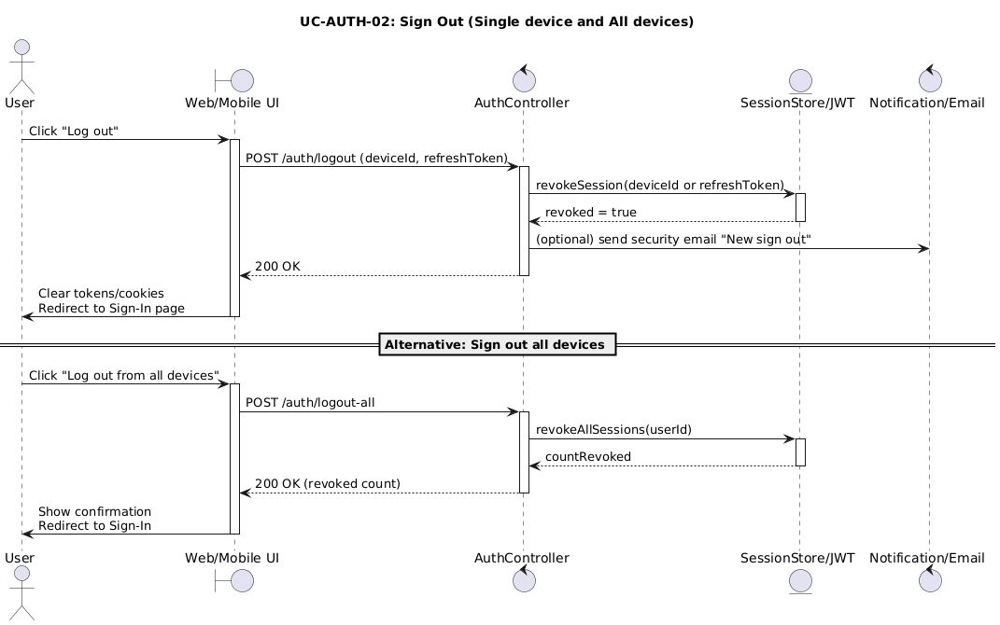 UC-AUTH-02: Sign Out (Single device and All devices)
User
Web/Mobile UI
AuthController
SessionStore/JWT
Notification/Email
Click "Log out"
POST /auth/logout (deviceId, refreshToken)
revokeSession(deviceId or refreshToken)
revoked = true
(optional) send security email "New sign out"
200 OK
Clear tokens/cookies
Redirect to Sign-In page
Alternative: Sign out all devices
Click "Log out from all devices"
POST /auth/logout-all
revokeAllSessions(userId)
countRevoked
200 OK (revoked count)
Show confirmation
Redirect to Sign-In
User
Web/Mobile UI
AuthController
SessionStore/JWT
Notification/Email